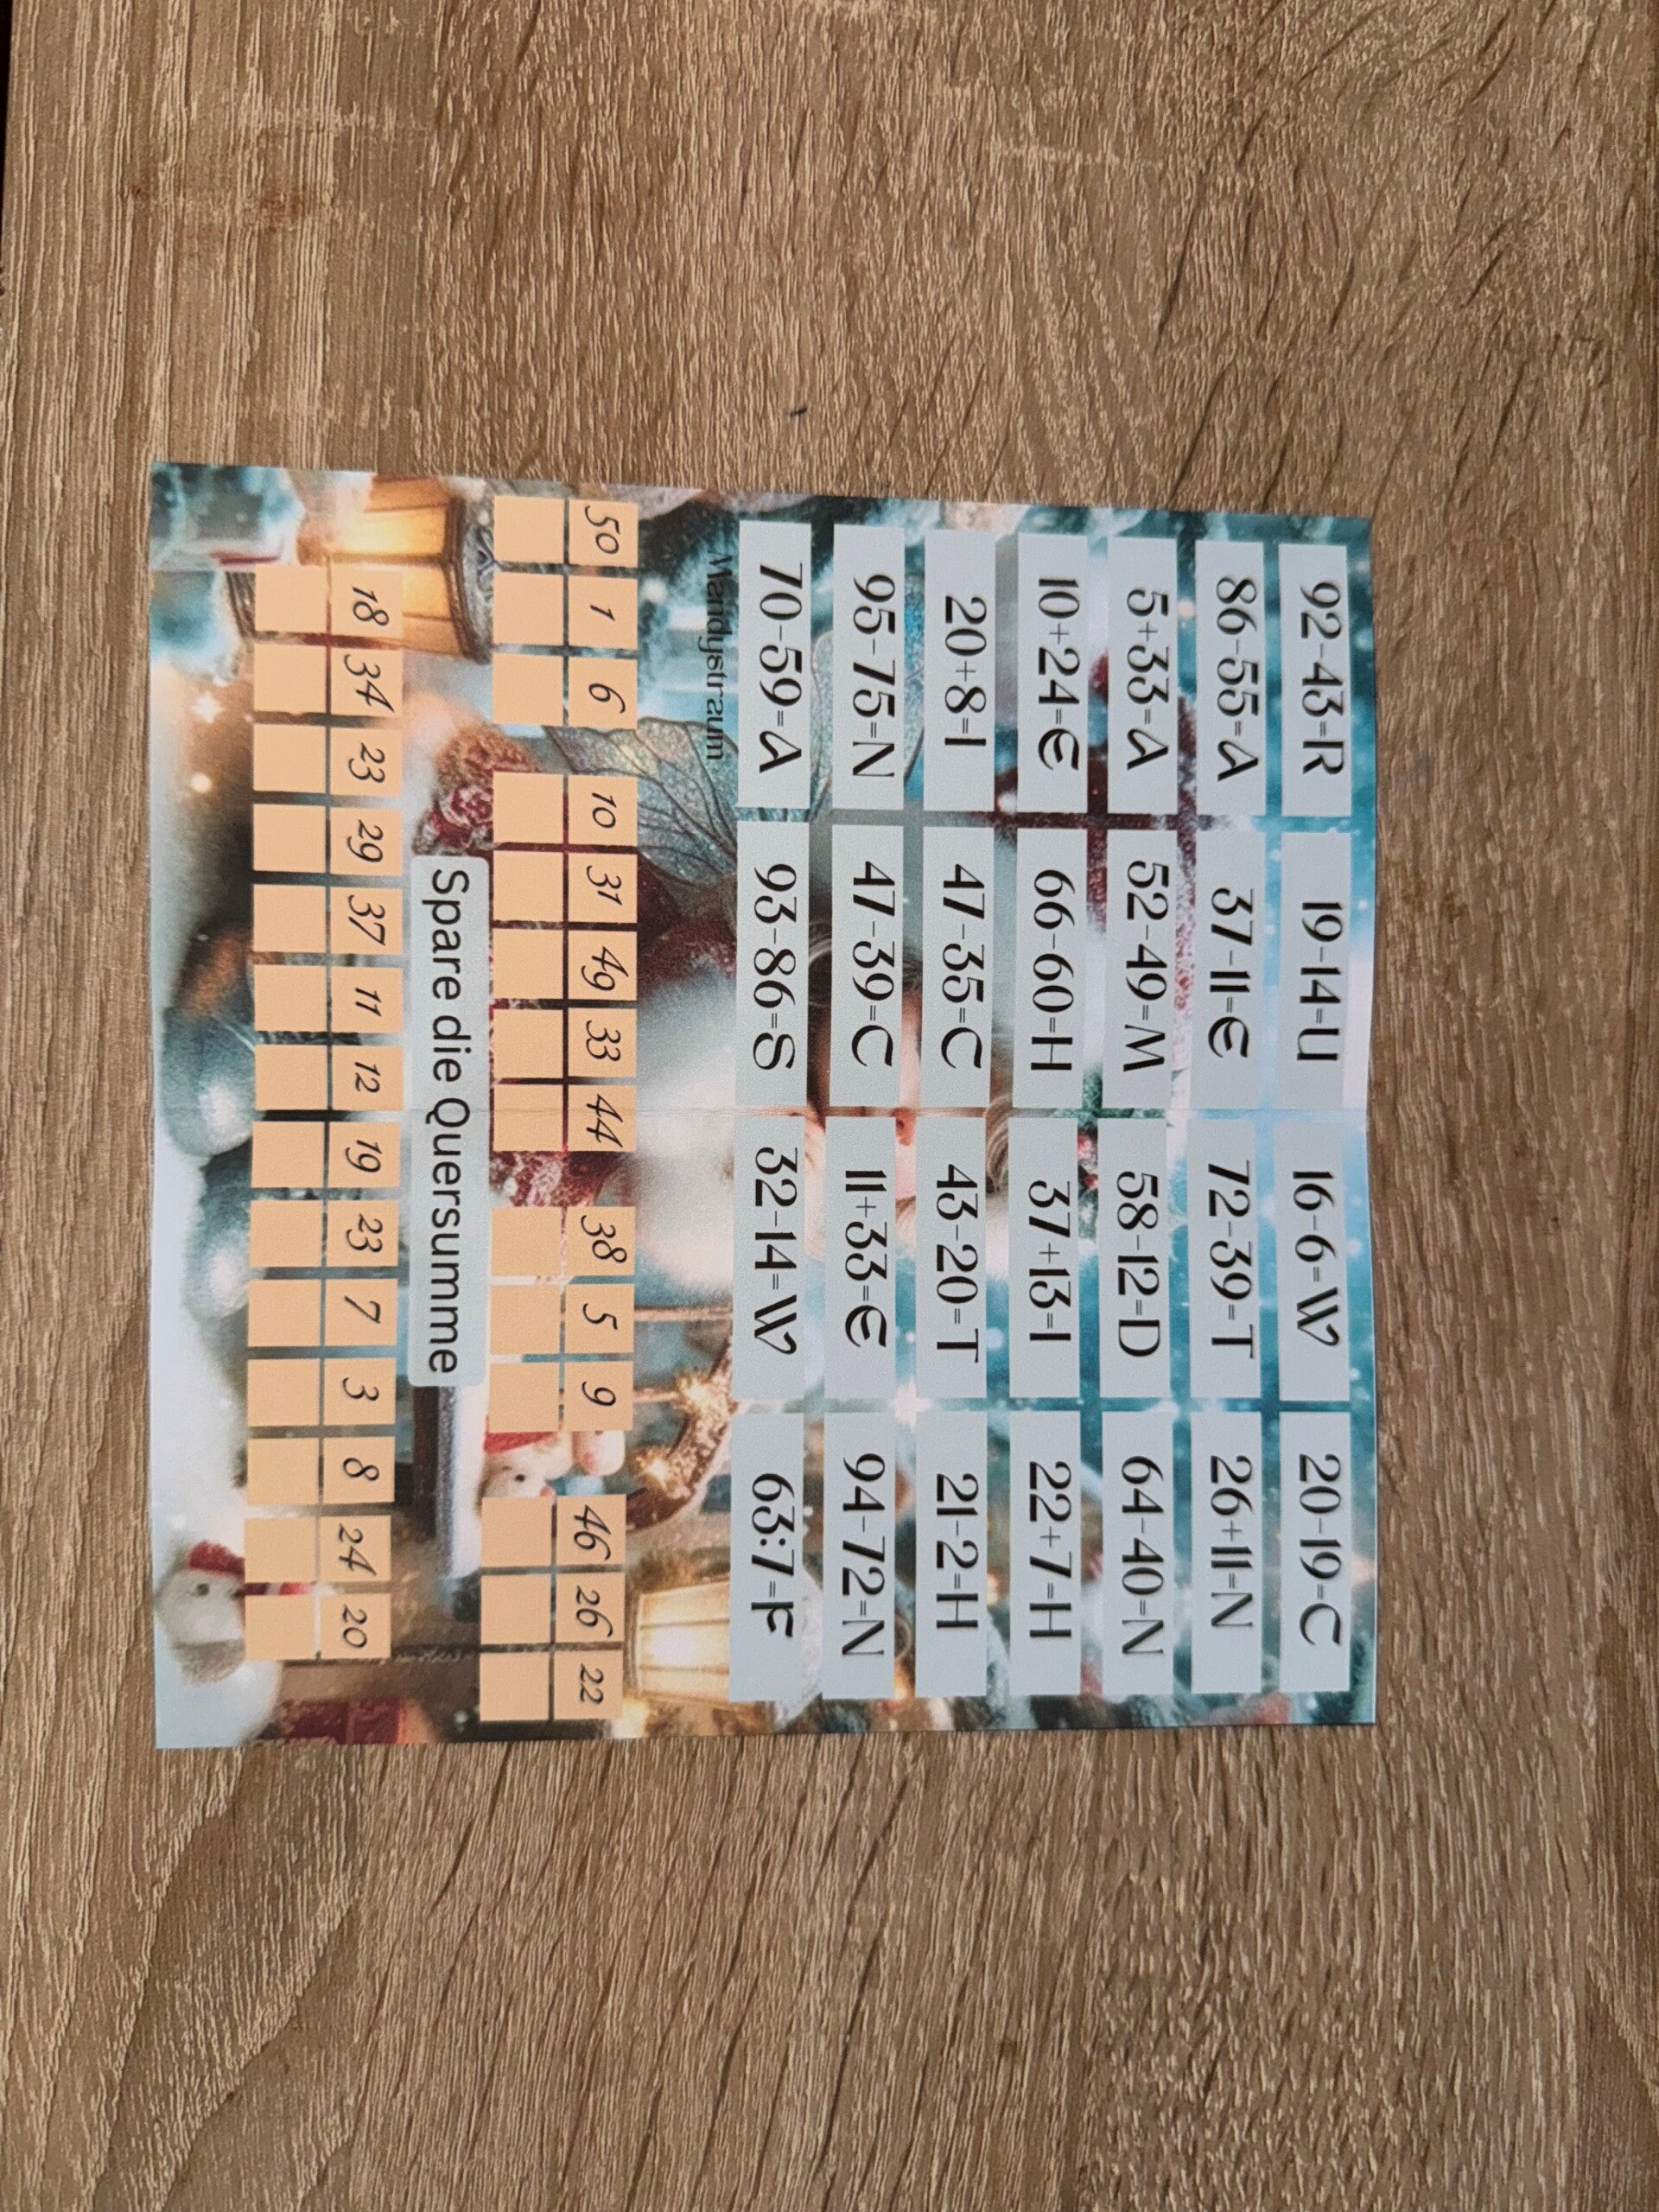 92-43=R 19-14=U 16-6=W 20-19=C
86-55=A 37-11=E 72-39=T 26+11=N
5+33=A 52-49=M 58-12=D 64-40=N
10+24=E 66-60=H 37+13=I 22+7=H
20+8=I 47-35=C 43-20=T 21-2=H
95-75=N 47-39=C 11+33=E 94-72=N
70-59=A 93-86=S 32-14=W 63:7=F
Mandystraum
50 1 6 10 31 49 33 44 38 5 9 46 26 22
Spare die Quersumme
18 34 23 29 37 11 12 19 23 7 3 8 24 20